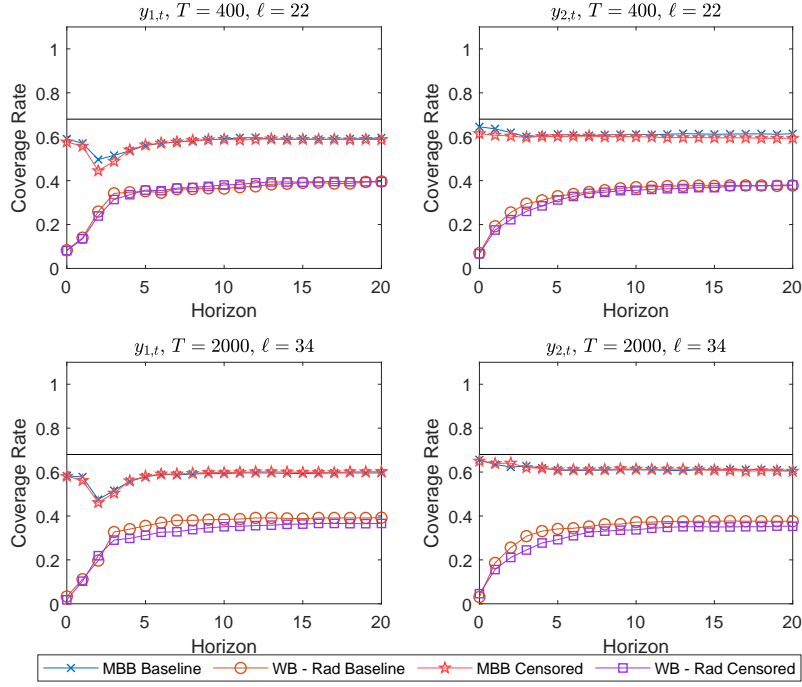 y1,t, T = 400, ℓ = 22
y2,t, T = 400, ℓ = 22
Coverage Rate
1
0.8
0.6
0.4
0.2
0
0 5 10 15 20
Horizon
Coverage Rate
1
0.8
0.6
0.4
0.2
0
0 5 10 15 20
Horizon
y1,t, T = 2000, ℓ = 34
y2,t, T = 2000, ℓ = 34
Coverage Rate
1
0.8
0.6
0.4
0.2
0
0 5 10 15 20
Horizon
Coverage Rate
1
0.8
0.6
0.4
0.2
0
0 5 10 15 20
Horizon
MBB Baseline WB - Rad Baseline MBB Censored WB - Rad Censored